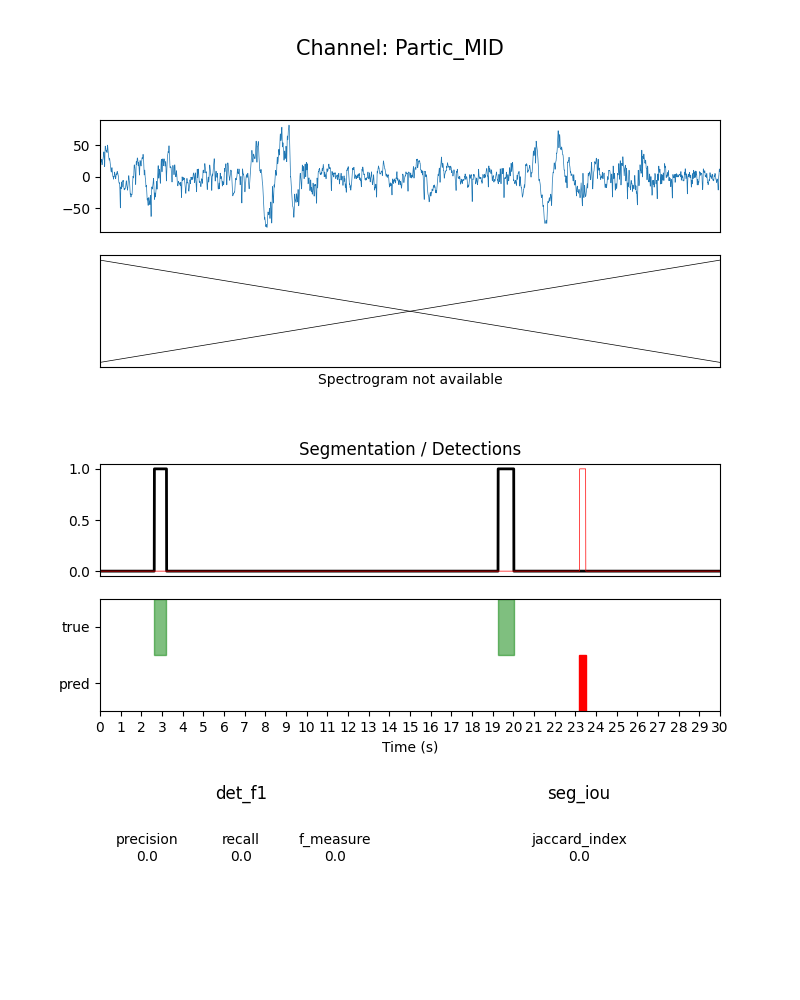 Channel: Partic_MID
50
0
−50
Spectrogram not available
Segmentation / Detections
1.0
0.5
0.0
true
pred
0 1 2 3 4 5 6 7 8 9 10 11 12 13 14 15 16 17 18 19 20 21 22 23 24 25 26 27 28 29 30
Time (s)
det_f1 seg_iou
precision recall f_measure jaccard_index
0.0 0.0 0.0 0.0